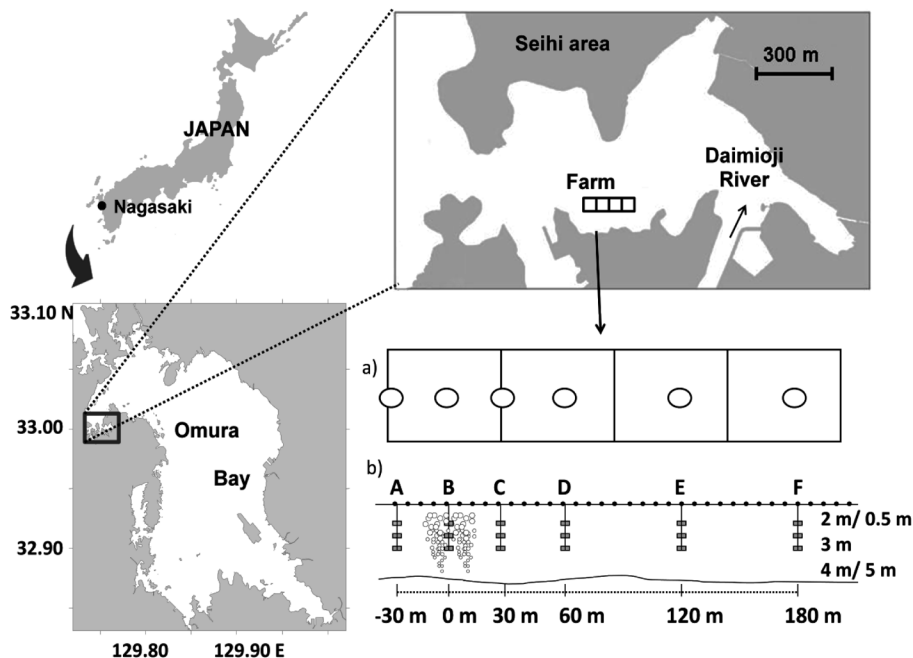 JAPAN
Nagasaki
Seihi area
300 m
Farm
Daimioji
River
33.10 N
33.00
32.90
129.80
129.90 E
Omura
Bay
a)
b)
A B C D E F
2 m/ 0.5 m
3 m
4 m/ 5 m
-30 m 0 m 30 m 60 m 120 m 180 m